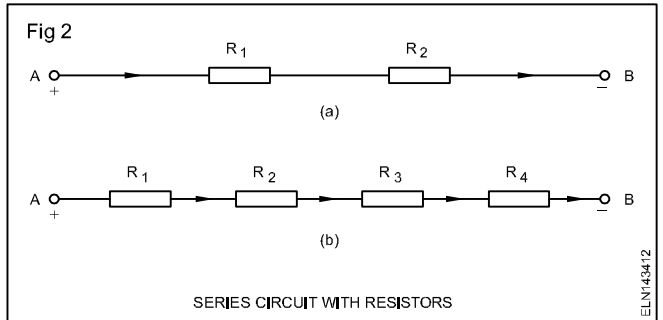 Fig 2
R1 R2
A B
+ –
(a)
R1 R2 R3 R4
A B
+ –
(b)
SERIES CIRCUIT WITH RESISTORS
ELN143412